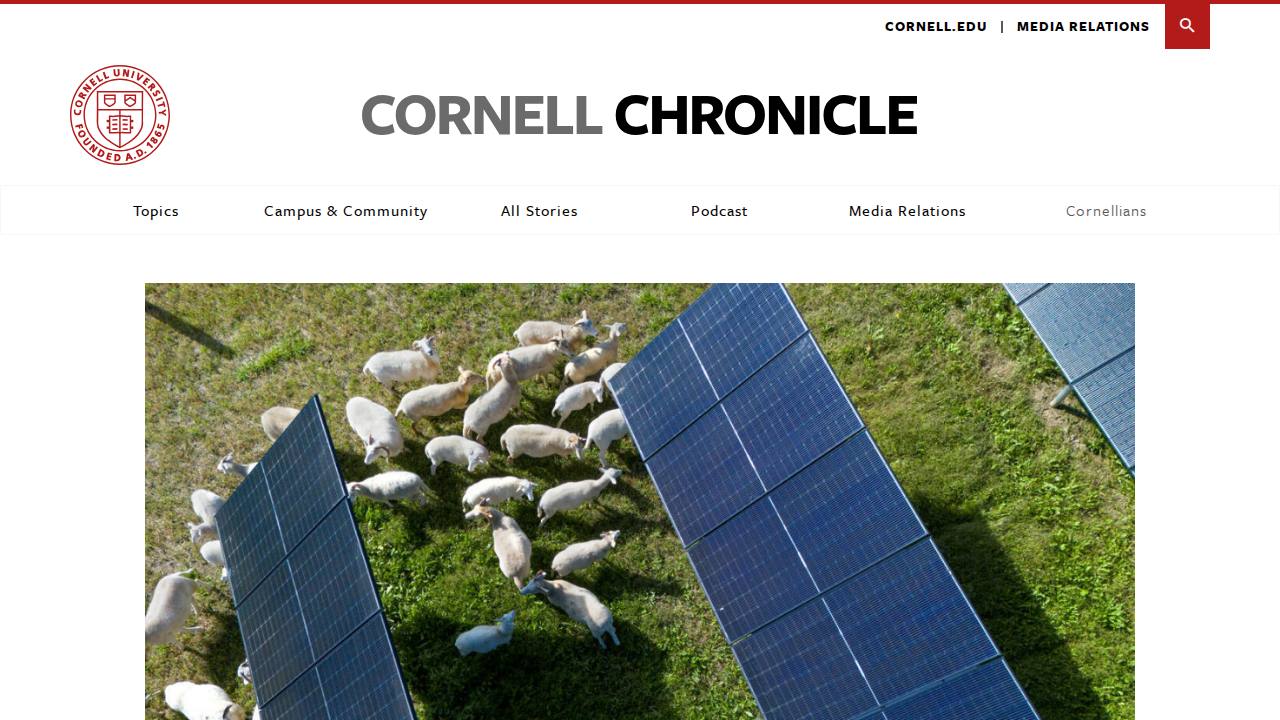 CORNELL.EDU | MEDIA RELATIONS
CORNELL UNIVERSITY
FOUNDED A.D. 1865
CORNELL CHRONICLE
Topics Campus & Community All Stories Podcast Media Relations Cornellians